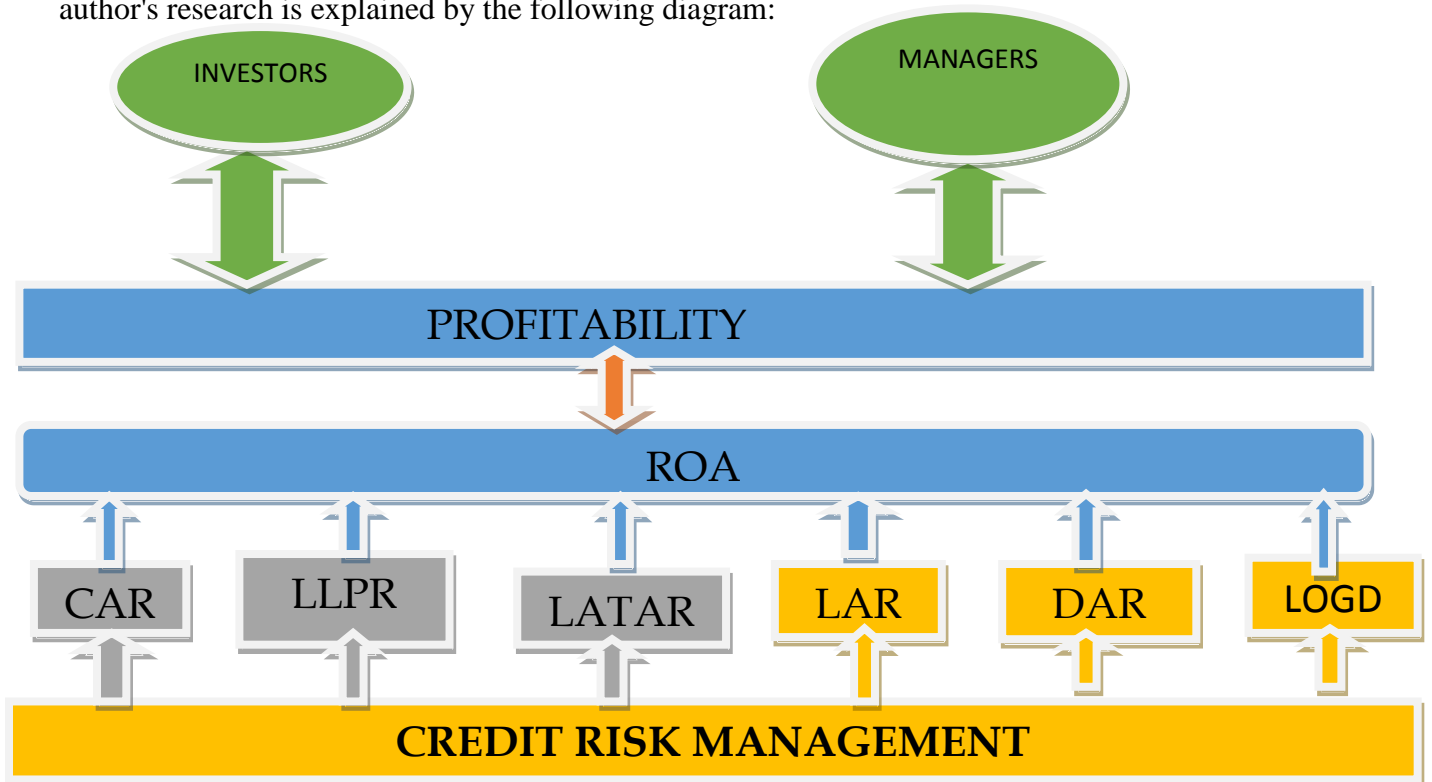 author's research is explained by the following diagram:
INVESTORS
MANAGERS
PROFITABILITY
ROA
CAR
LLPR
LATAR
LAR
DAR
LOGD
CREDIT RISK MANAGEMENT